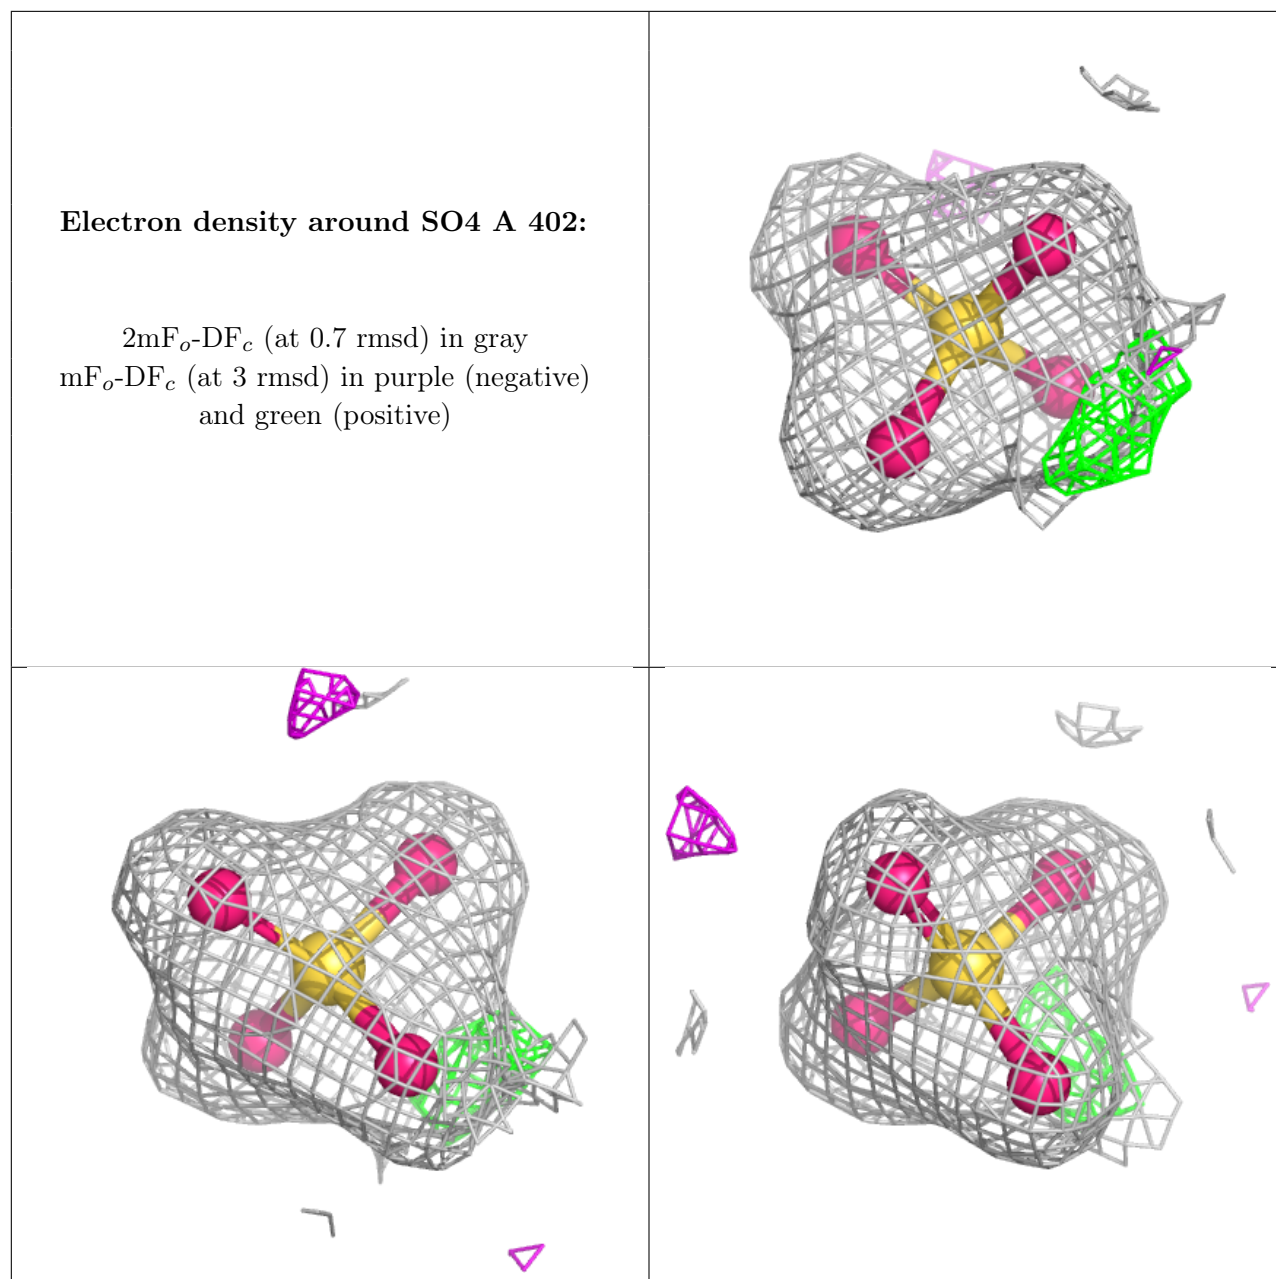 Electron density around SO4 A 402:
2mFo-DFc (at 0.7 rmsd) in gray
mFo-DFc (at 3 rmsd) in purple (negative)
and green (positive)